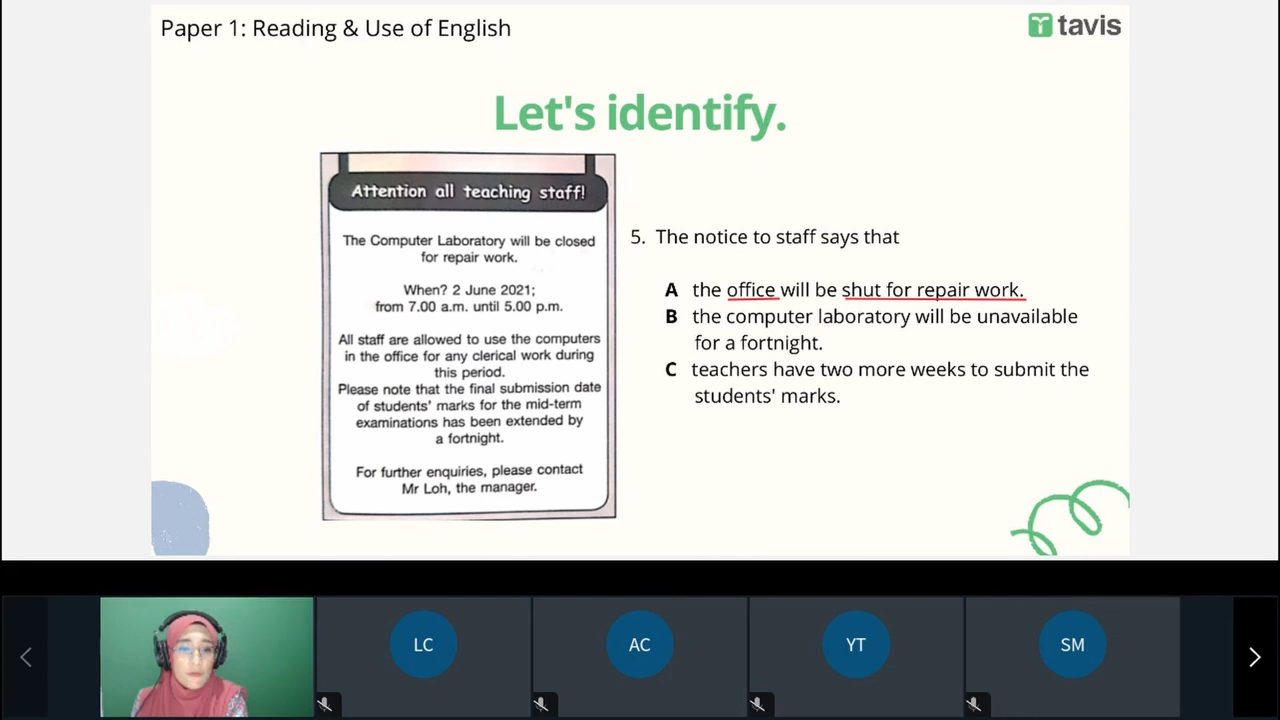 Paper 1: Reading & Use of English
tavis
Let's identify.
Attention all teaching staff!
The Computer Laboratory will be closed
for repair work.
When? 2 June 2021;
from 7.00 a.m. until 5.00 p.m.
All staff are allowed to use the computers
in the office for any clerical work during
this period.
Please note that the final submission date
of students' marks for the mid-term
examinations has been extended by
a fortnight.
For further enquiries, please contact
Mr Loh, the manager.
5. The notice to staff says that
A the office will be shut for repair work.
B the computer laboratory will be unavailable
for a fortnight.
C teachers have two more weeks to submit the
students' marks.
LC
AC
YT
SM